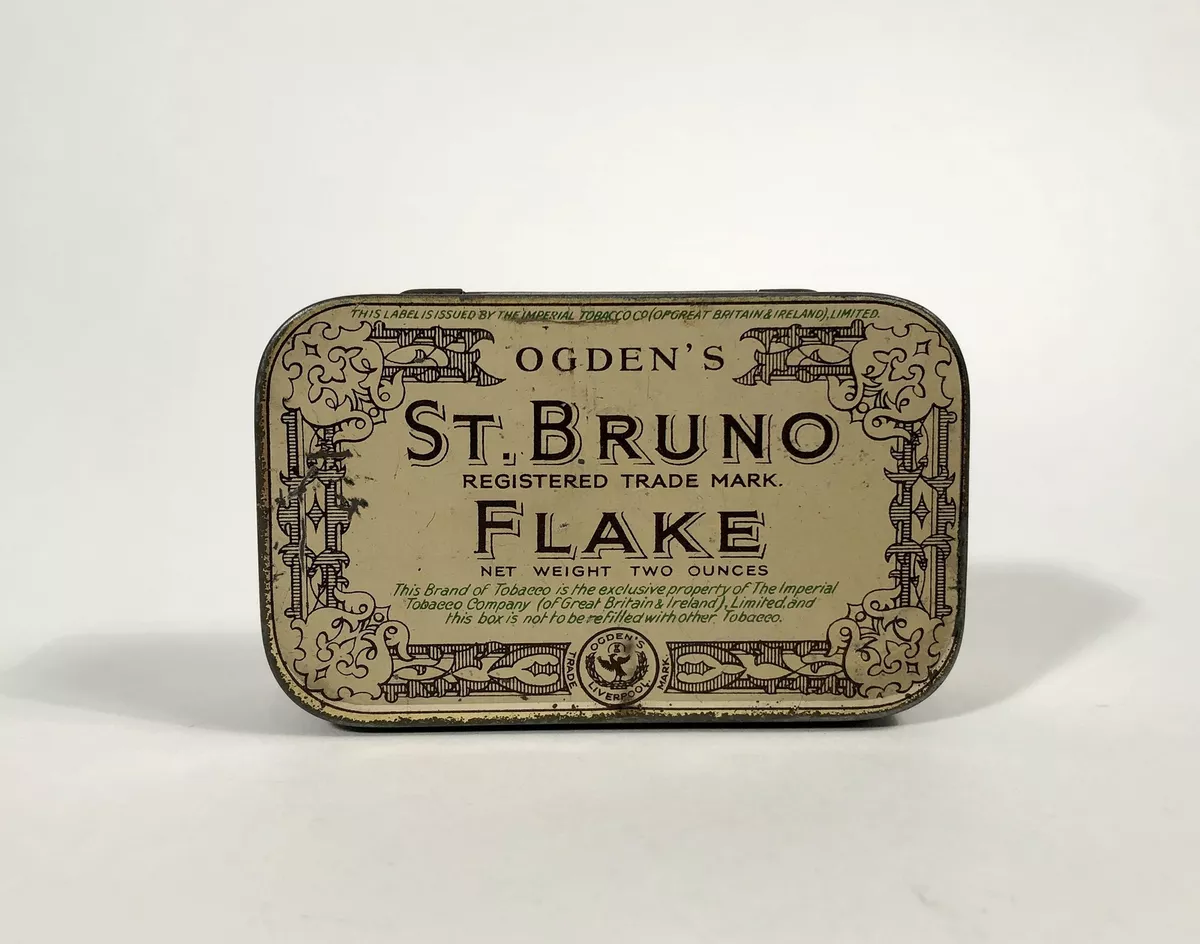 THIS LABEL IS ISSUED BY THE IMPERIAL TOBACCO CO (OF GREAT BRITAIN & IRELAND), LIMITED.
OGDEN'S
ST. BRUNO
REGISTERED TRADE MARK.
FLAKE
NET WEIGHT TWO OUNCES
This Brand of Tobacco is the exclusive property of The Imperial
Tobacco Company (of Great Britain & Ireland), Limited, and
this box is not to be refilled with other Tobacco.
OGDEN'S
TRADE MARK
LIVERPOOL